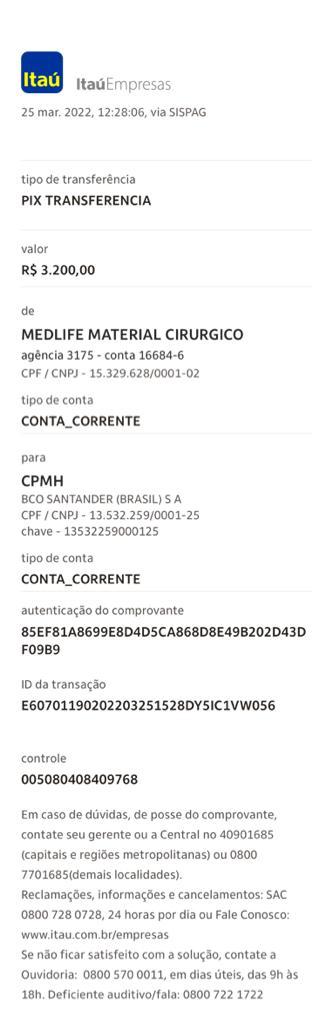 Itaú ItaúEmpresas
25 mar. 2022, 12:28:06, via SISPAG
tipo de transferência
PIX TRANSFERENCIA
valor
R$ 3.200,00
de
MEDLIFE MATERIAL CIRURGICO
agência 3175 - conta 16684-6
CPF / CNPJ - 15.329.628/0001-02
tipo de conta
CONTA_CORRENTE
para
CPMH
BCO SANTANDER (BRASIL) S A
CPF / CNPJ - 13.532.259/0001-25
chave - 13532259000125
tipo de conta
CONTA_CORRENTE
autenticação do comprovante
85EF81A8699E8D4D5CA868D8E49B202D43D
F09B9
ID da transação
E60701190202203251528DY5IC1VW056
controle
005080408409768
Em caso de dúvidas, de posse do comprovante,
contate seu gerente ou a Central no 40901685
(capitais e regiões metropolitanas) ou 0800
7701685(demais localidades).
Reclamações, informações e cancelamentos: SAC
0800 728 0728, 24 horas por dia ou Fale Conosco:
www.itau.com.br/empresas
Se não ficar satisfeito com a solução, contate a
Ouvidoria: 0800 570 0011, em dias úteis, das 9h às
18h. Deficiente auditivo/fala: 0800 722 1722